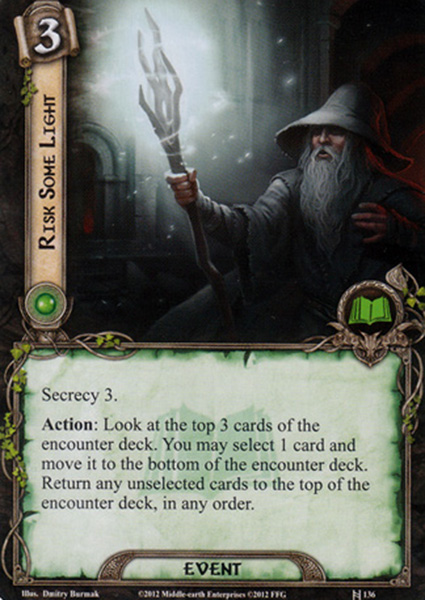 3
Risk Some Light
Secrecy 3.
Action: Look at the top 3 cards of the
encounter deck. You may select 1 card and
move it to the bottom of the encounter deck.
Return any unselected cards to the top of the
encounter deck, in any order.
EVENT
Illus. Dmitry Burmak ©2012 Middle-earth Enterprises ©2012 FFG 136